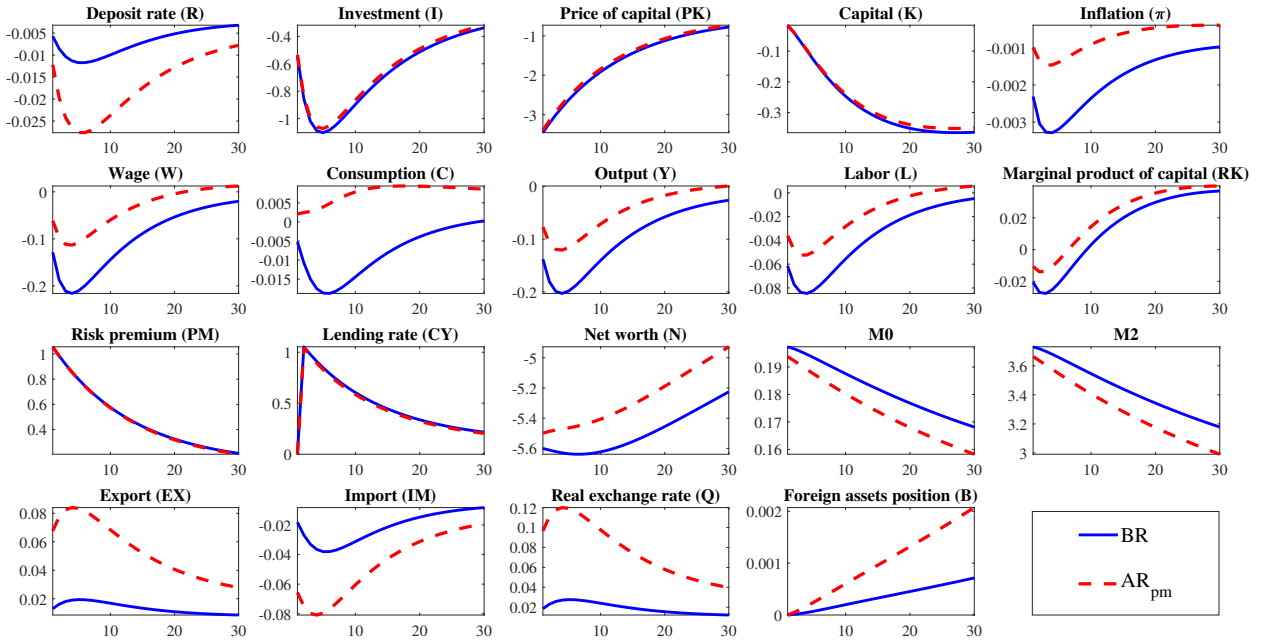 Deposit rate (R)
-0.005
-0.01
-0.015
-0.02
-0.025
10 20 30
Investment (I)
-0.4
-0.6
-0.8
-1
10 20 30
Price of capital (PK)
-1
-2
-3
10 20 30
Capital (K)
-0.1
-0.2
-0.3
10 20 30
Inflation (π)
-0.001
-0.002
-0.003
10 20 30
Wage (W)
0
-0.1
-0.2
10 20 30
Consumption (C)
0.005
0
-0.005
-0.01
-0.015
10 20 30
Output (Y)
0
-0.1
-0.2
10 20 30
Labor (L)
0
-0.02
-0.04
-0.06
-0.08
10 20 30
Marginal product of capital (RK)
0.02
0
-0.02
10 20 30
Risk premium (PM)
1
0.8
0.6
0.4
10 20 30
Lending rate (CY)
1
0.5
0
10 20 30
Net worth (N)
-5
-5.2
-5.4
-5.6
10 20 30
M0
0.19
0.18
0.17
0.16
10 20 30
M2
3.6
3.4
3.2
3
10 20 30
Export (EX)
0.08
0.06
0.04
0.02
10 20 30
Import (IM)
-0.02
-0.04
-0.06
-0.08
10 20 30
Real exchange rate (Q)
0.12
0.1
0.08
0.06
0.04
0.02
10 20 30
Foreign assets position (B)
0.002
0.001
0
10 20 30
BR
AR_pm